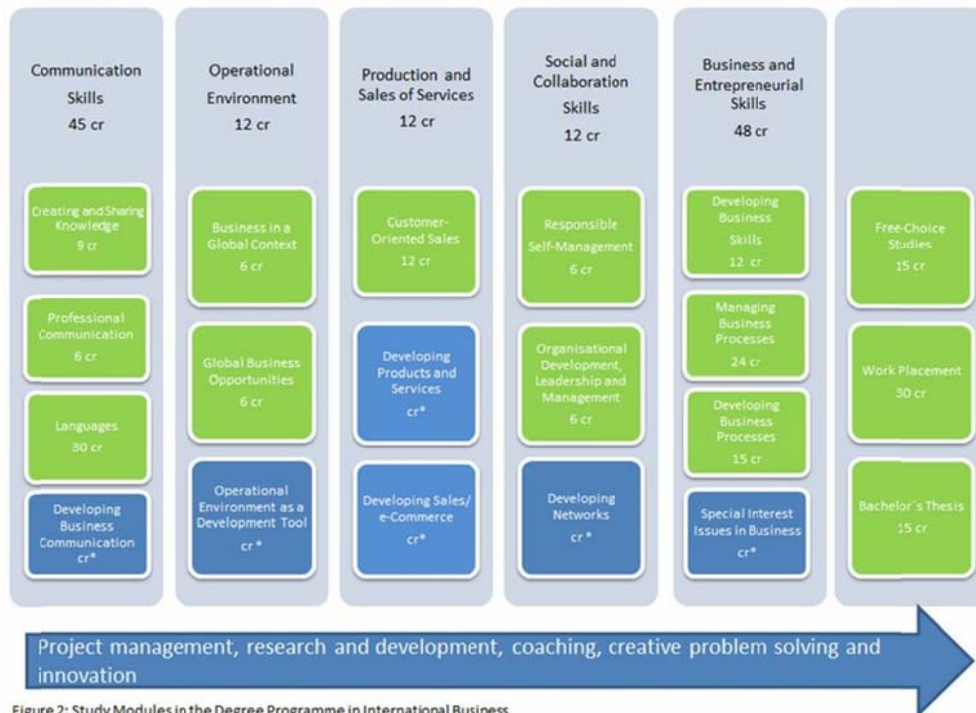 Communication
Skills
45 cr
Creating and Sharing
Knowledge
9 cr
Professional
Communication
6 cr
Languages
30 cr
Developing
Business
Communication
cr*
Operational
Environment
12 cr
Business in a
Global Context
6 cr
Global Business
Opportunities
6 cr
Operational
Environment as a
Development Tool
cr *
Production and
Sales of Services
12 cr
Customer-
Oriented Sales
12 cr
Developing
Products and
Services
cr*
Developing Sales/
e-Commerce
cr*
Social and
Collaboration
Skills
12 cr
Responsible
Self-Management
6 cr
Organisational
Development,
Leadership and
Management
6 cr
Developing
Networks
cr *
Business and
Entrepreneurial
Skills
48 cr
Developing
Business
Skills
12 cr
Managing
Business
Processes
24 cr
Developing
Business
Processes
15 cr
Special Interest
Issues in Business
cr*
Free-Choice
Studies
15 cr
Work Placement
30 cr
Bachelor´s Thesis
15 cr
Project management, research and development, coaching, creative problem solving and
innovation
Figure 2: Study Modules in the Degree Programme in International Business